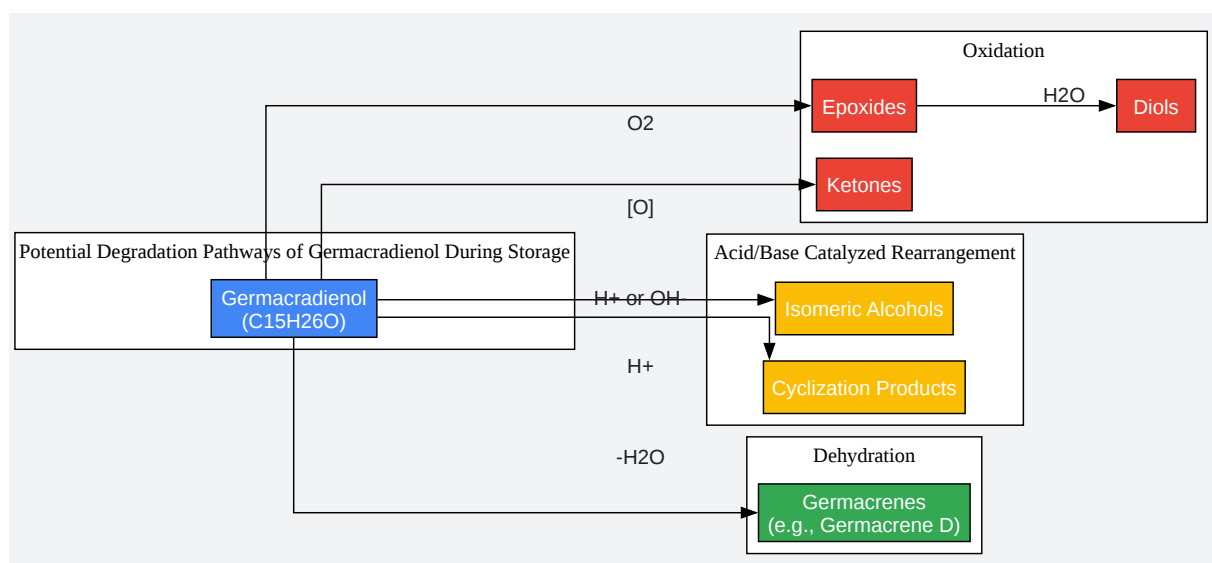 Oxidation
Epoxides
H2O
Diols
O2
Ketones
[O]
Potential Degradation Pathways of Germacradienol During Storage
Germacradienol
(C15H26O)
H+ or OH-
Acid/Base Catalyzed Rearrangement
Isomeric Alcohols
H+
Cyclization Products
-H2O
Dehydration
Germacrenes
(e.g., Germacrene D)